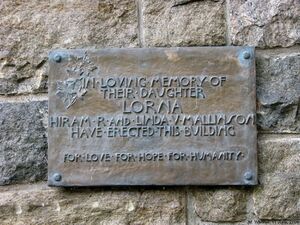 IN·LOVING·MEMORY OF
THEIR·DAUGHTER
LORNA
HIRAM·R·AND·LINDA·V·MALLINSON
HAVE·ERECTED·THIS·BUILDING
FOR·LOVE·FOR·HOPE·FOR·HUMANITY·